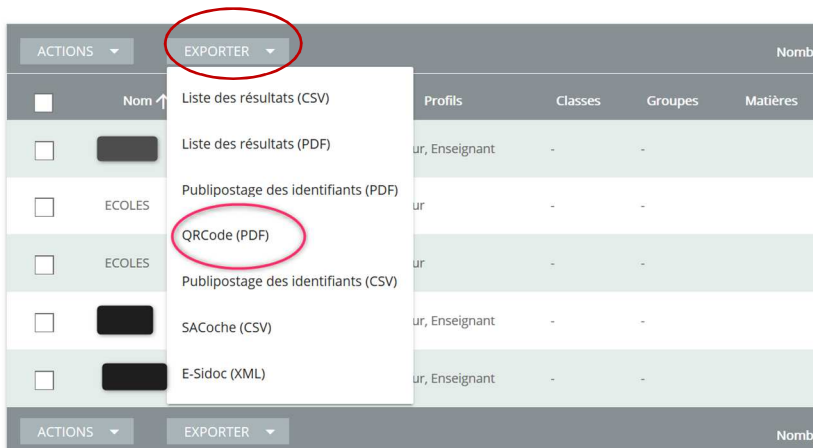 ACTIONS EXPORTER Nomb
Nom Profils Classes Groupes Matières
Liste des résultats (CSV)
Liste des résultats (PDF)
ur, Enseignant - -
Publipostage des identifiants (PDF)
ECOLES ur - -
QRCode (PDF)
ECOLES ur - -
Publipostage des identifiants (CSV)
SACoche (CSV)
ur, Enseignant - -
E-Sidoc (XML)
ur, Enseignant - -
ACTIONS EXPORTER Nomb